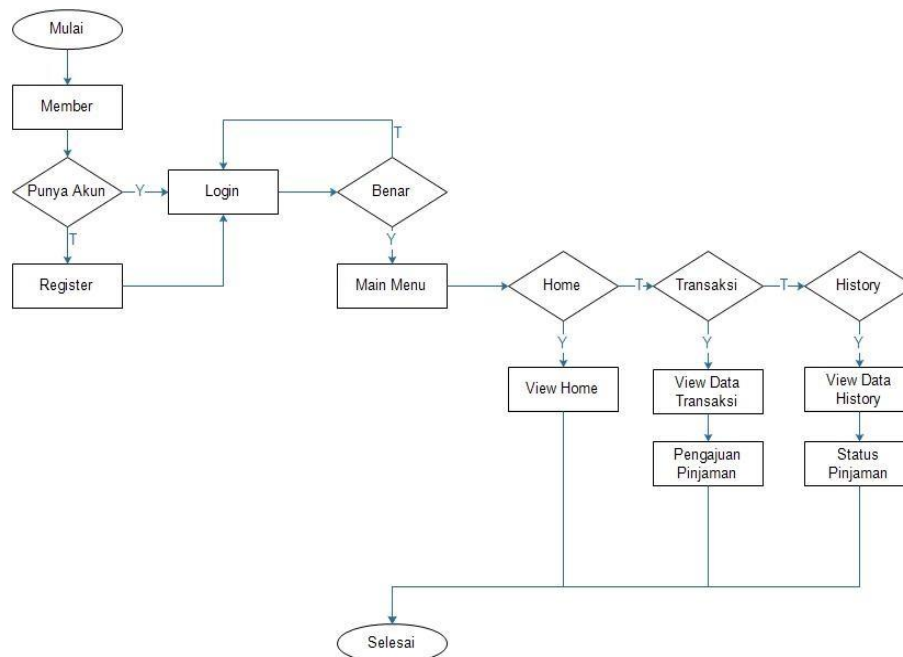 Mulai
Member
T
Punya Akun
Y
Login
Benar
T
Y
Register
Main Menu
Home
T
Transaksi
T
History
Y
Y
Y
View Home
View Data
Transaksi
View Data
History
Pengajuan
Pinjaman
Status
Pinjaman
Selesai